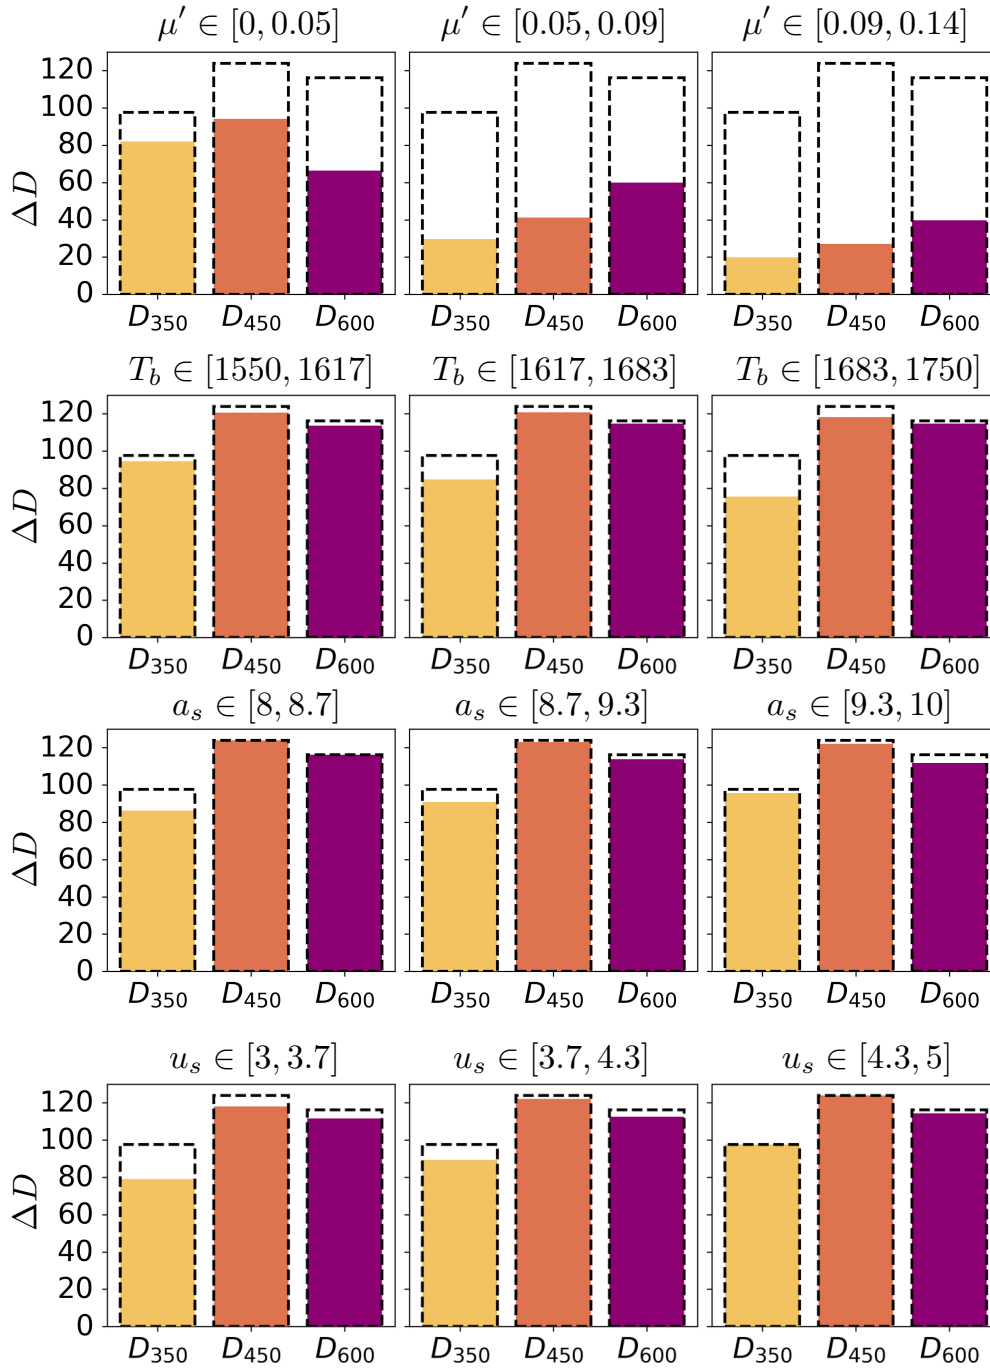 μ′ ∈ [0, 0.05] μ′ ∈ [0.05, 0.09] μ′ ∈ [0.09, 0.14]
120
100
80
60
40
20
0
ΔD
D₃₅₀ D₄₅₀ D₆₀₀ D₃₅₀ D₄₅₀ D₆₀₀ D₃₅₀ D₄₅₀ D₆₀₀
T_b ∈ [1550, 1617] T_b ∈ [1617, 1683] T_b ∈ [1683, 1750]
120
100
80
60
40
20
0
ΔD
D₃₅₀ D₄₅₀ D₆₀₀ D₃₅₀ D₄₅₀ D₆₀₀ D₃₅₀ D₄₅₀ D₆₀₀
a_s ∈ [8, 8.7] a_s ∈ [8.7, 9.3] a_s ∈ [9.3, 10]
120
100
80
60
40
20
0
ΔD
D₃₅₀ D₄₅₀ D₆₀₀ D₃₅₀ D₄₅₀ D₆₀₀ D₃₅₀ D₄₅₀ D₆₀₀
u_s ∈ [3, 3.7] u_s ∈ [3.7, 4.3] u_s ∈ [4.3, 5]
120
100
80
60
40
20
0
ΔD
D₃₅₀ D₄₅₀ D₆₀₀ D₃₅₀ D₄₅₀ D₆₀₀ D₃₅₀ D₄₅₀ D₆₀₀